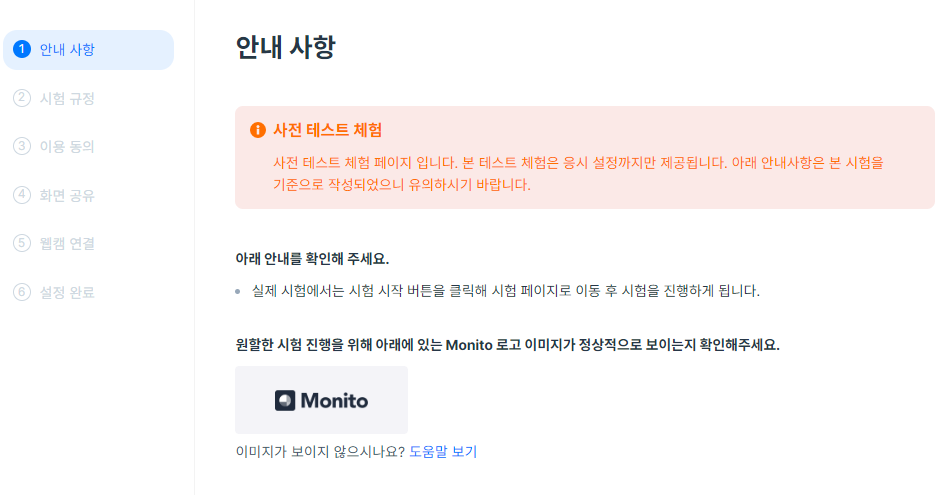 1 안내 사항
2 시험 규정
3 이용 동의
4 화면 공유
5 웹캠 연결
6 설정 완료
안내 사항
사전 테스트 체험
사전 테스트 체험 페이지 입니다. 본 테스트 체험은 응시 설정까지만 제공됩니다. 아래 안내사항은 본 시험을
기준으로 작성되었으니 유의하시기 바랍니다.
아래 안내를 확인해 주세요.
실제 시험에서는 시험 시작 버튼을 클릭해 시험 페이지로 이동 후 시험을 진행하게 됩니다.
원할한 시험 진행을 위해 아래에 있는 Monito 로고 이미지가 정상적으로 보이는지 확인해주세요.
Monito
이미지가 보이지 않으시나요? 도움말 보기